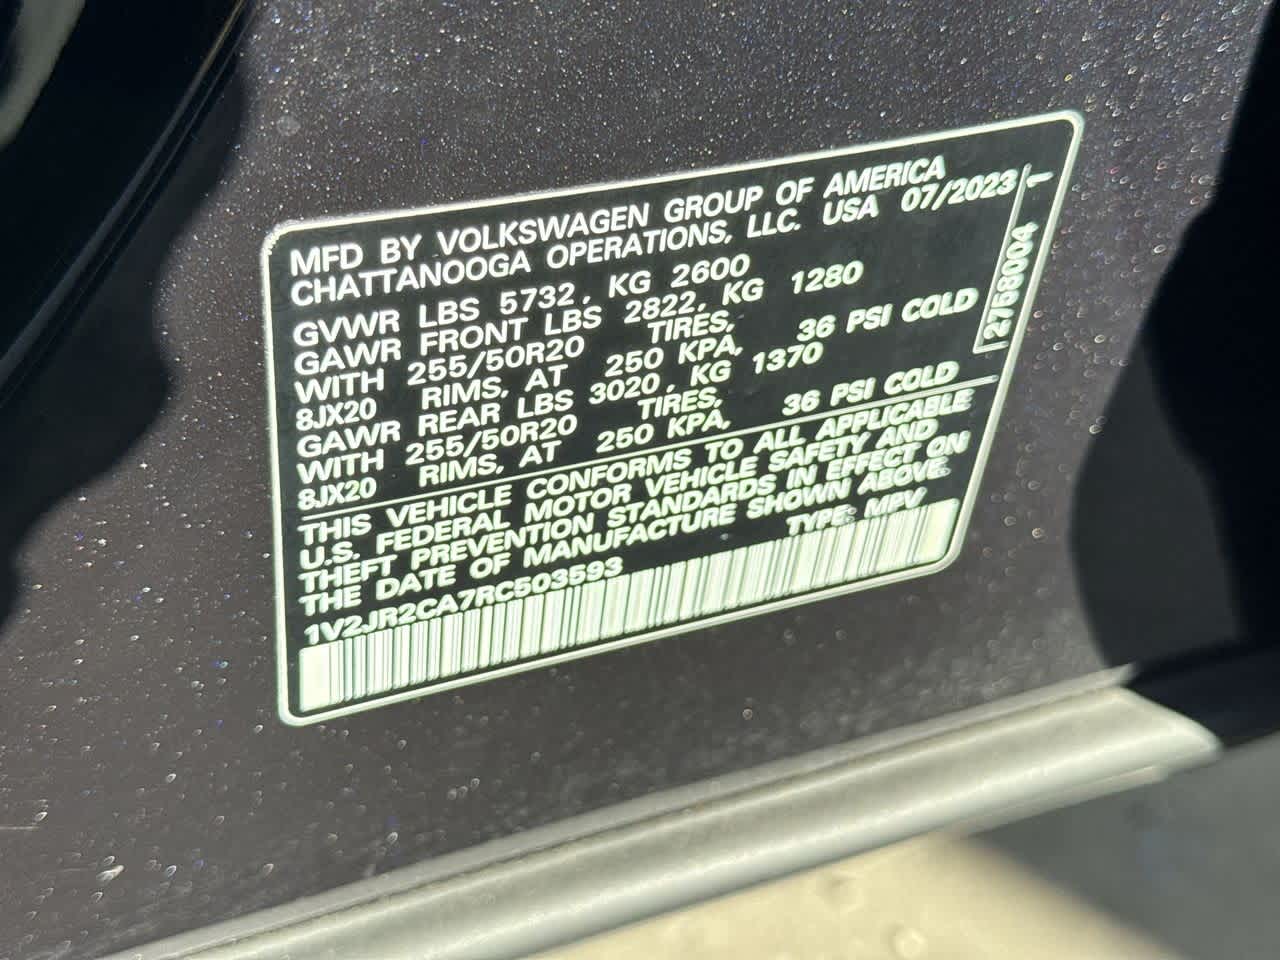 MFD BY VOLKSWAGEN GROUP OF AMERICA
CHATTANOOGA OPERATIONS, LLC. USA 07/2023
GVWR LBS 5732, KG 2600
GAWR FRONT LBS 2822, KG 1280
WITH 255/50R20 TIRES,
8JX20 RIMS, AT 250 KPA, 36 PSI COLD
GAWR REAR LBS 3020, KG 1370
WITH 255/50R20 TIRES,
8JX20 RIMS, AT 250 KPA, 36 PSI COLD
THIS VEHICLE CONFORMS TO ALL APPLICABLE
U.S. FEDERAL MOTOR VEHICLE SAFETY AND
THEFT PREVENTION STANDARDS IN EFFECT ON
THE DATE OF MANUFACTURE SHOWN ABOVE.
1V2JR2CA7RC503593 TYPE: MPV
2758004 1